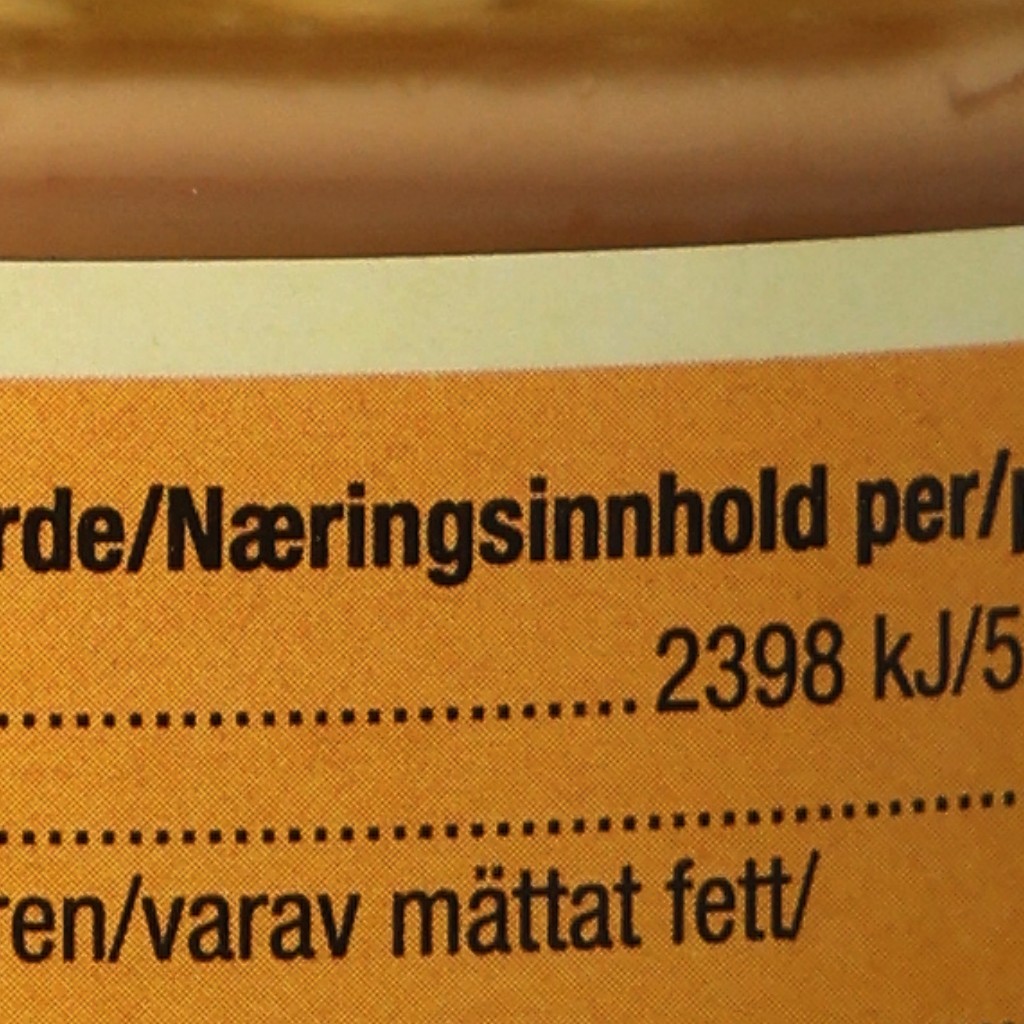 rde/Næringsinnhold per/
........................ 2398 kJ/5
........................................
ren/varav mättat fett/